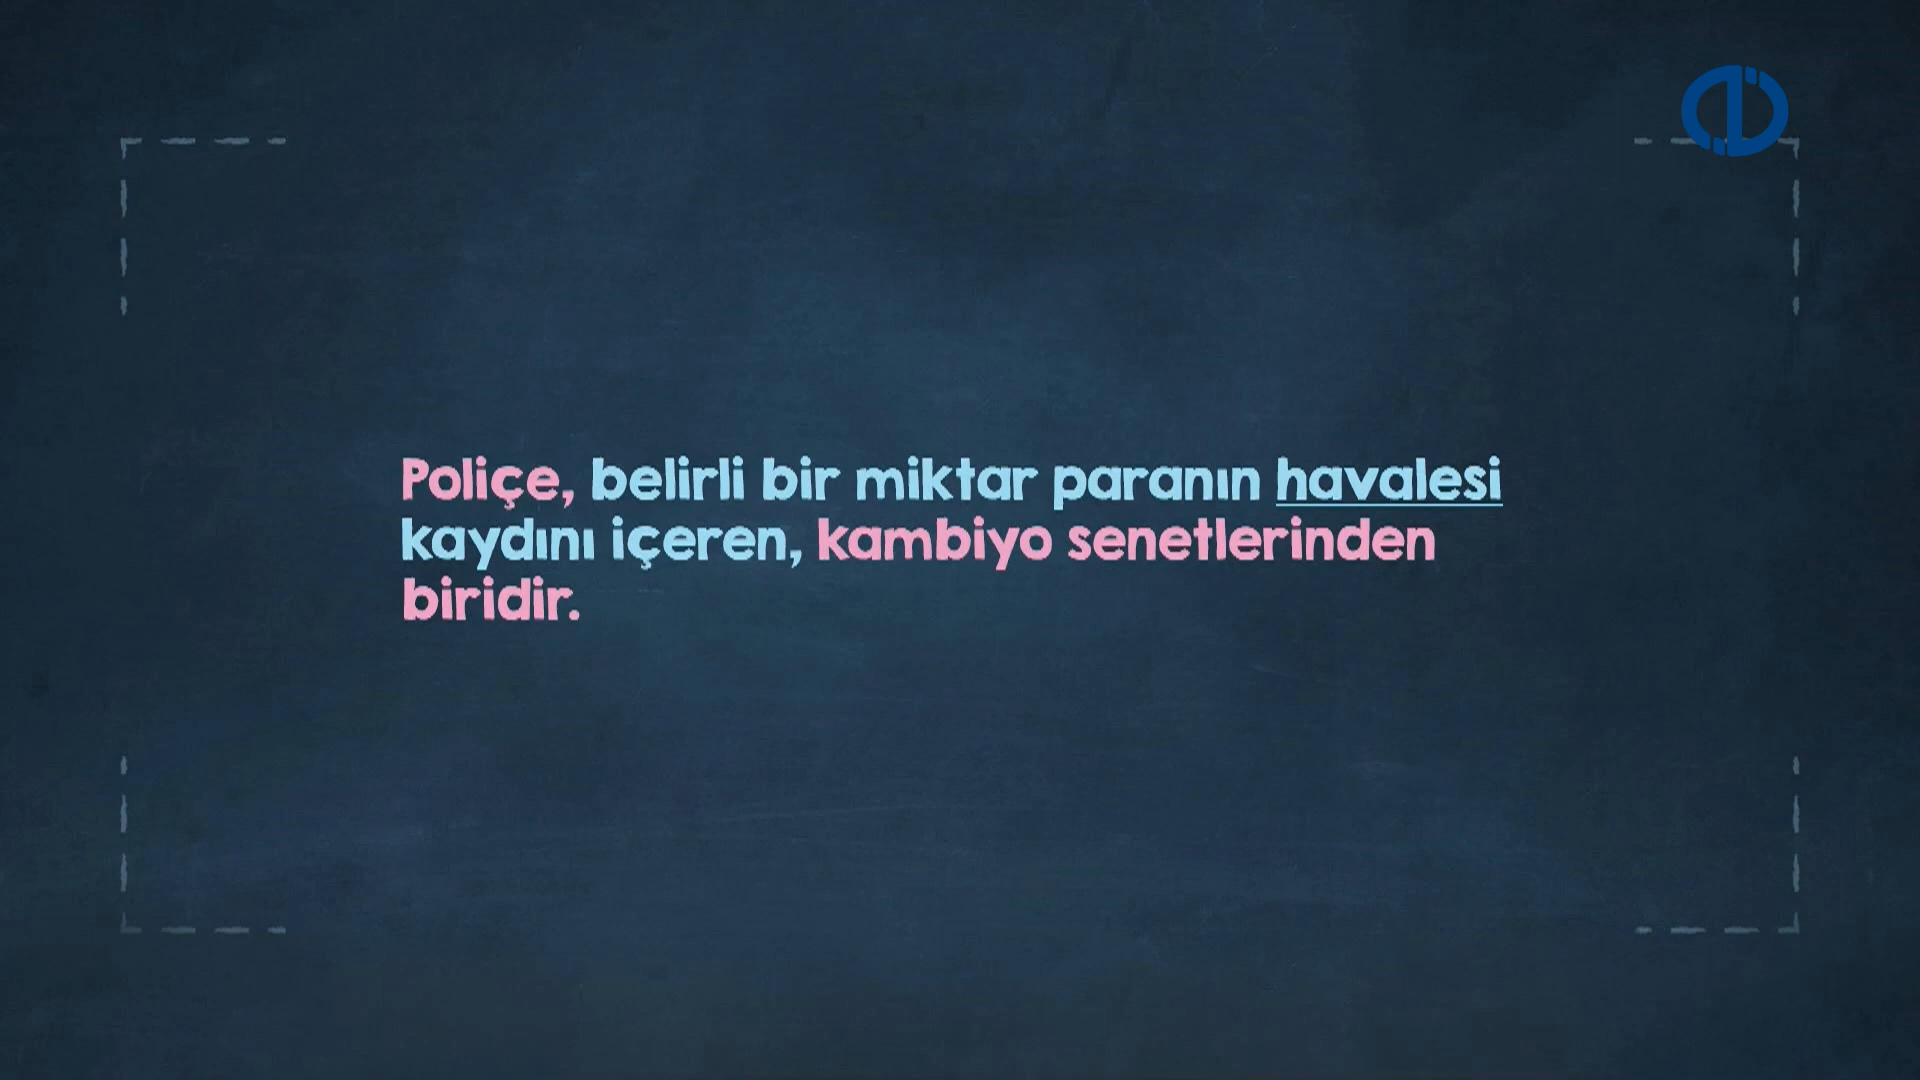 Poliçe, belirli bir miktar paranın havalesi
kaydını içeren, kambiyo senetlerinden
biridir.